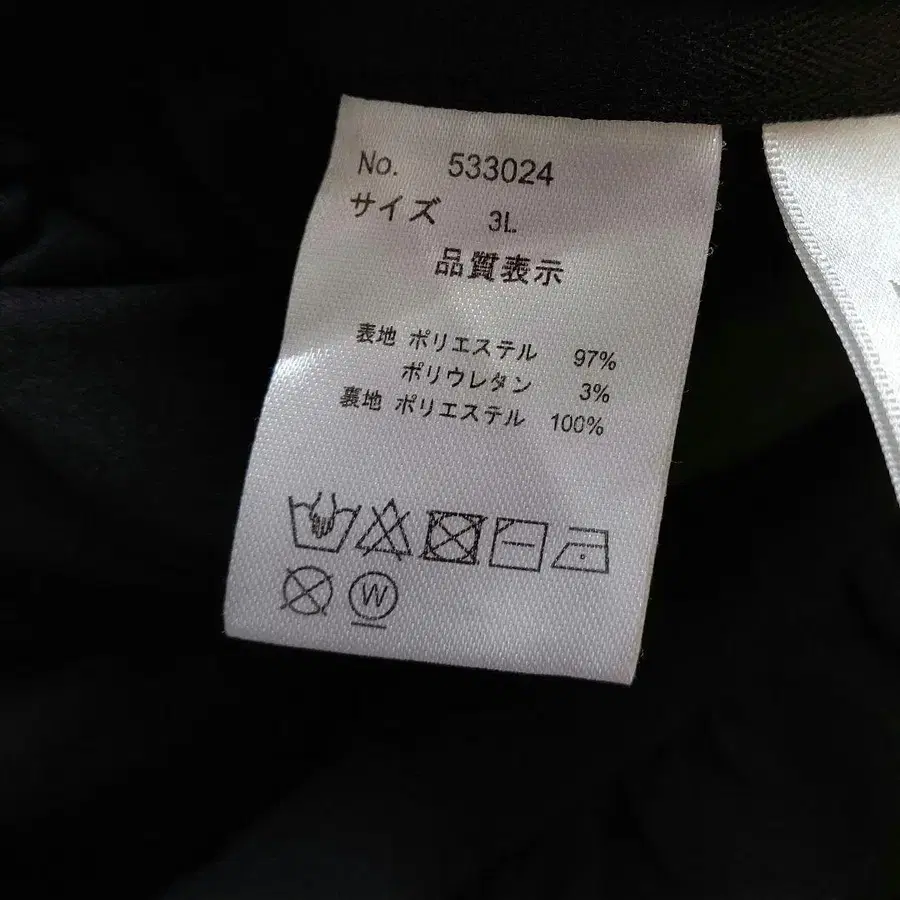 No. 533024
サイズ 3L
品質表示
表地 ポリエステル 97%
ポリウレタン 3%
裏地 ポリエステル 100%
W